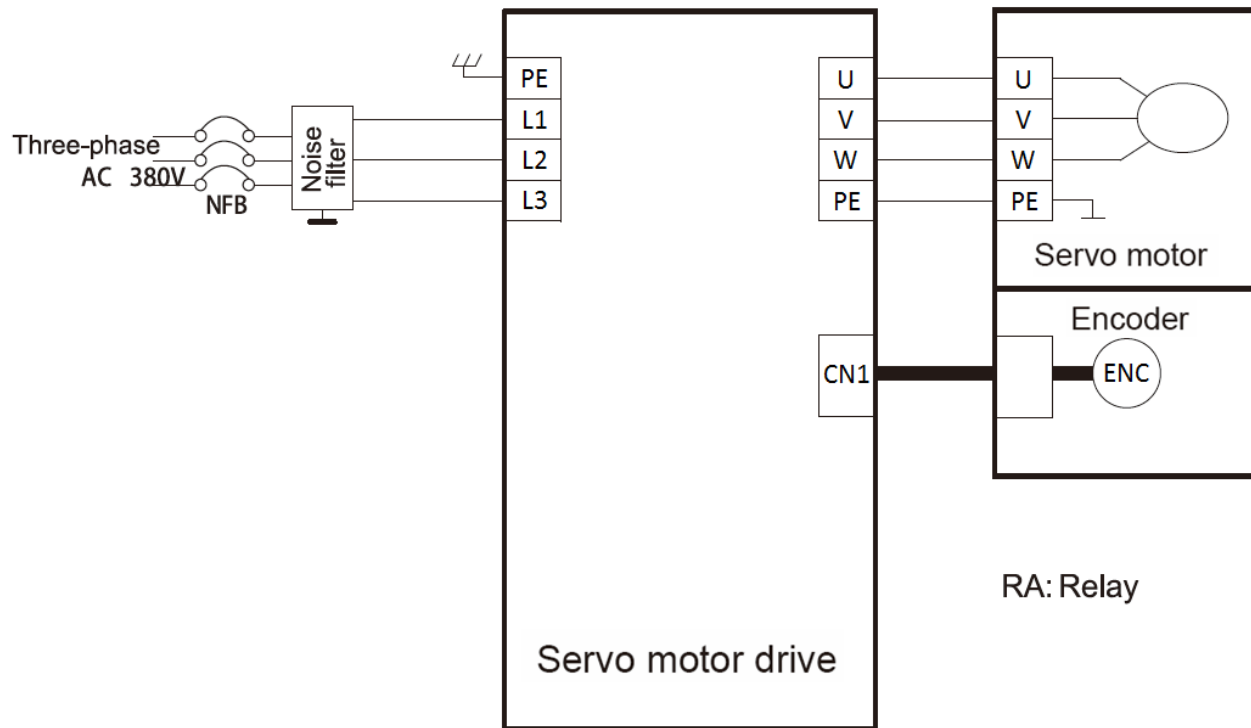 PE
L1
L2
L3
Three-phase
AC 380V
NFB
Noise
filter
U
V
W
PE
CN1
Servo motor drive
U
V
W
PE
Servo motor
Encoder
ENC
RA: Relay